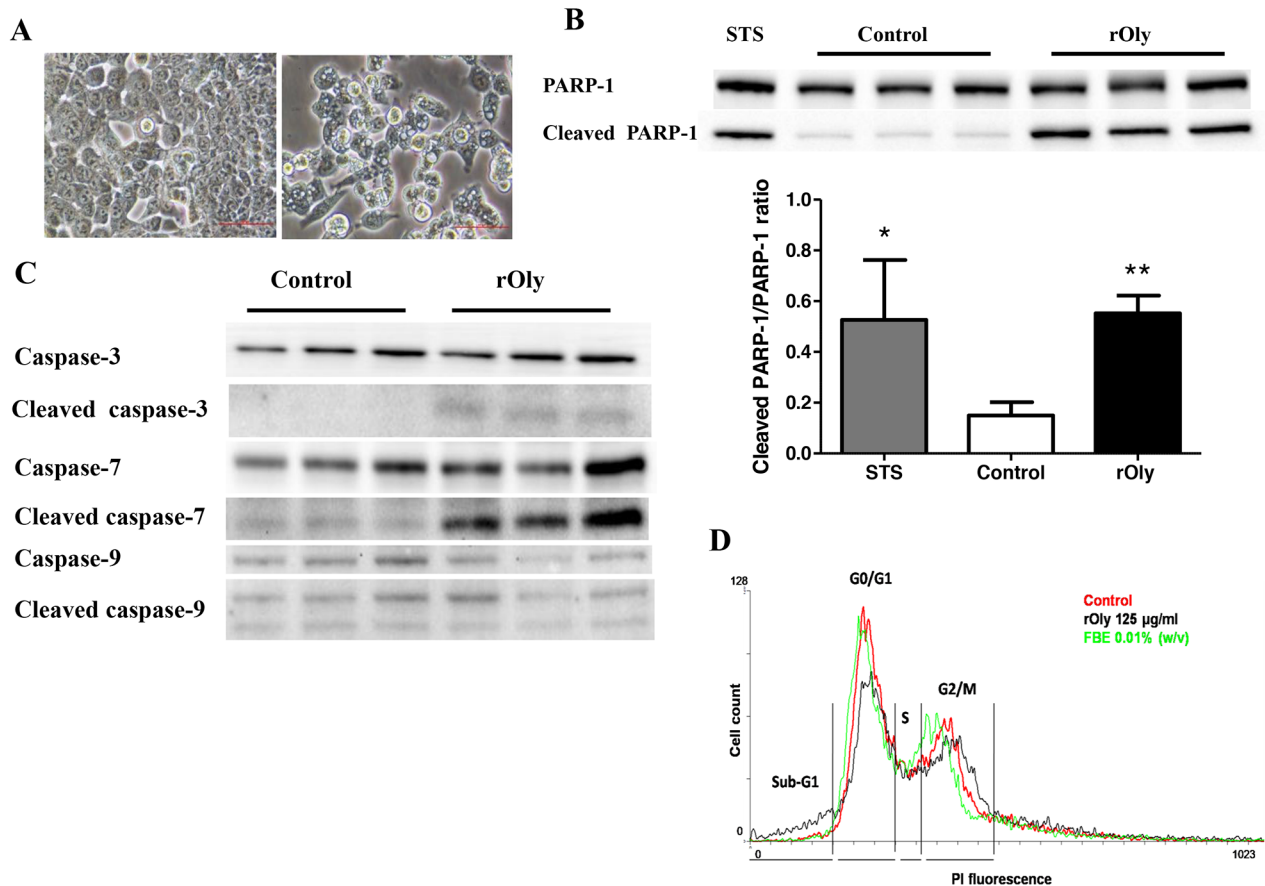 A
B
STS Control rOly
PARP-1
Cleaved PARP-1
Cleaved PARP-1/PARP-1 ratio
1.0
0.8
0.6
0.4
0.2
0.0
*
**
STS Control rOly
C
Control rOly
Caspase-3
Cleaved caspase-3
Caspase-7
Cleaved caspase-7
Caspase-9
Cleaved caspase-9
D
128
G0/G1
Control
rOly 125 µg/ml
FBE 0.01% (w/v)
G2/M
S
Cell count
Sub-G1
0
0 1023
PI fluorescence